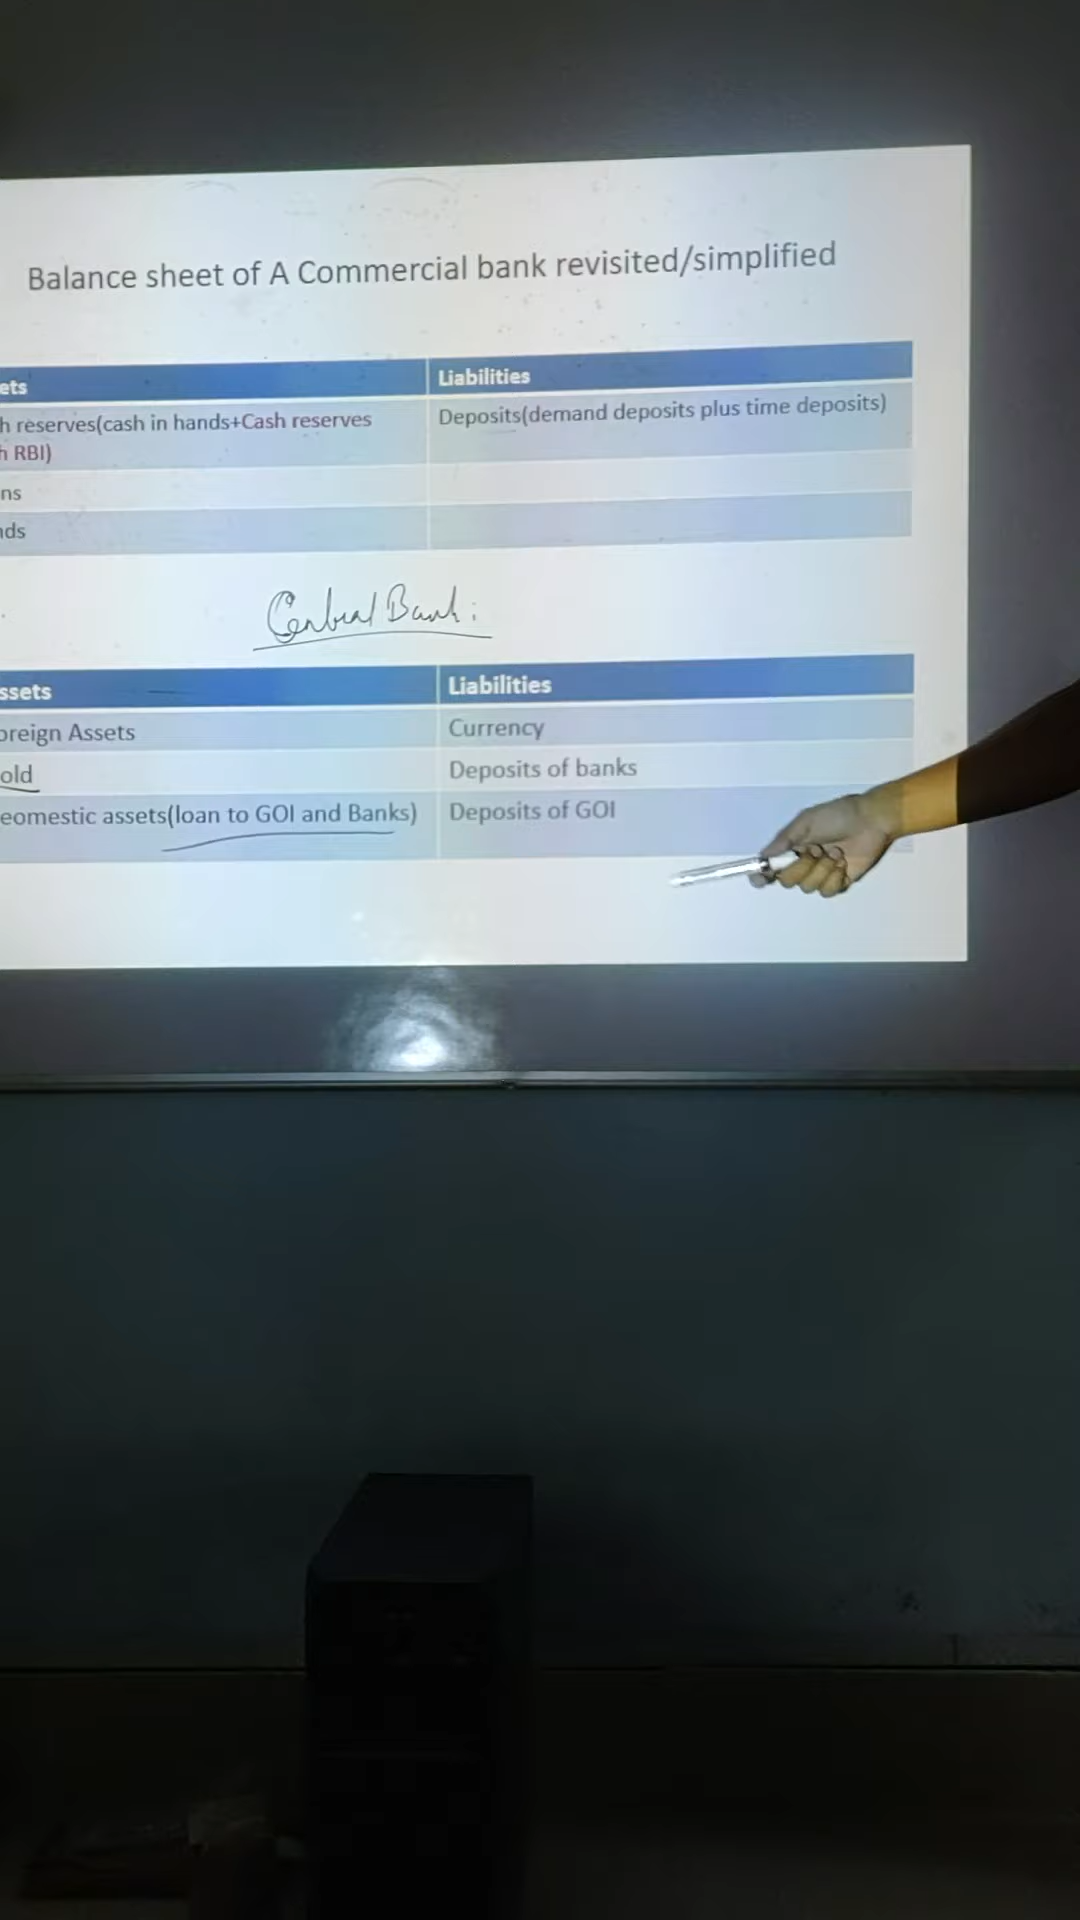 Balance sheet of A Commercial bank revisited/simplified
ets Liabilities
h reserves(cash in hands+Cash reserves Deposits(demand deposits plus time deposits)
h RBI)
ns
nds
Central Bank:
ssets Liabilities
oreign Assets Currency
old Deposits of banks
eomestic assets(loan to GOI and Banks) Deposits of GOI